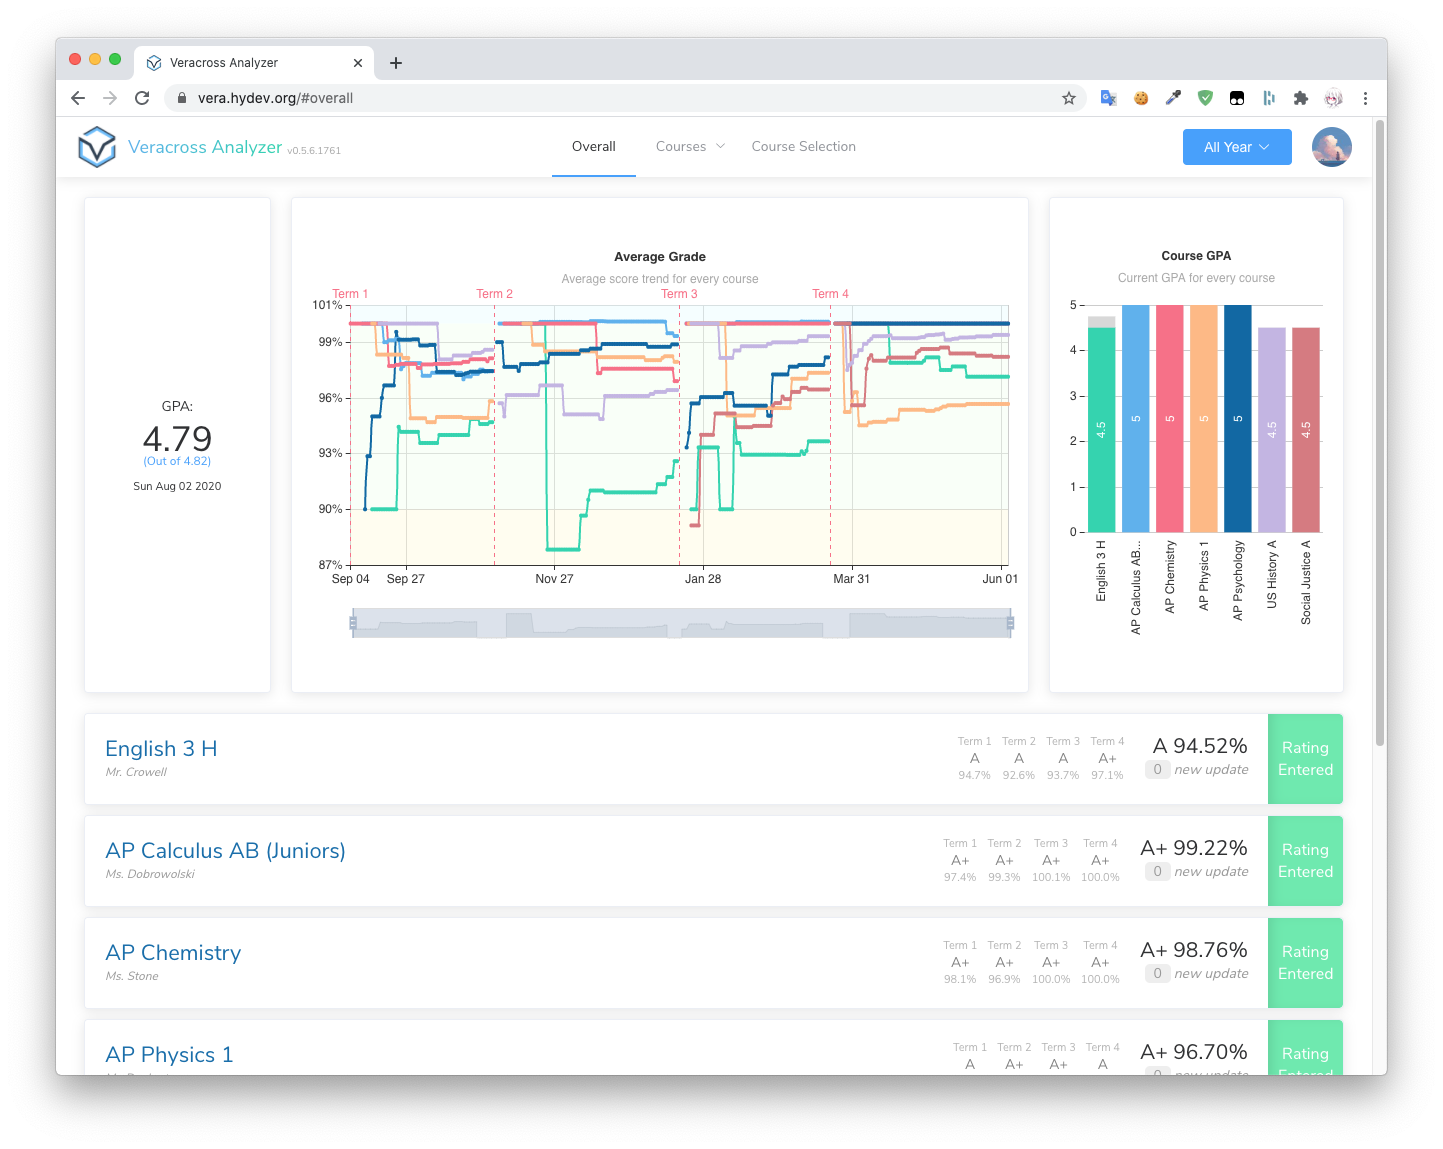 Veracross Analyzer
vera.hydev.org/#overall
Veracross Analyzer v0.5.6.1761
Overall
Courses
Course Selection
All Year
GPA:
4.79
(Out of 4.82)
Sun Aug 02 2020
Average Grade
Average score trend for every course
Term 1 Term 2 Term 3 Term 4
101%
99%
96%
93%
90%
87%
Sep 04 Sep 27 Nov 27 Jan 28 Mar 31 Jun 01
Course GPA
Current GPA for every course
5
4
3
2
1
0
4.5 5 5 5 5 4.5 4.5
English 3 H
AP Calculus AB...
AP Chemistry
AP Physics 1
AP Psychology
US History A
Social Justice A
English 3 H
Mr. Crowell
Term 1 Term 2 Term 3 Term 4
A A A A+
94.7% 92.6% 93.7% 97.1%
A 94.52%
0 new update
Rating
Entered
AP Calculus AB (Juniors)
Ms. Dobrowolski
Term 1 Term 2 Term 3 Term 4
A+ A+ A+ A+
97.4% 99.3% 100.1% 100.0%
A+ 99.22%
0 new update
Rating
Entered
AP Chemistry
Ms. Stone
Term 1 Term 2 Term 3 Term 4
A+ A+ A+ A+
98.1% 96.9% 100.0% 100.0%
A+ 98.76%
0 new update
Rating
Entered
AP Physics 1
Term 1 Term 2 Term 3 Term 4
A A+ A+ A
A+ 96.70%
0 new update
Rating
Entered